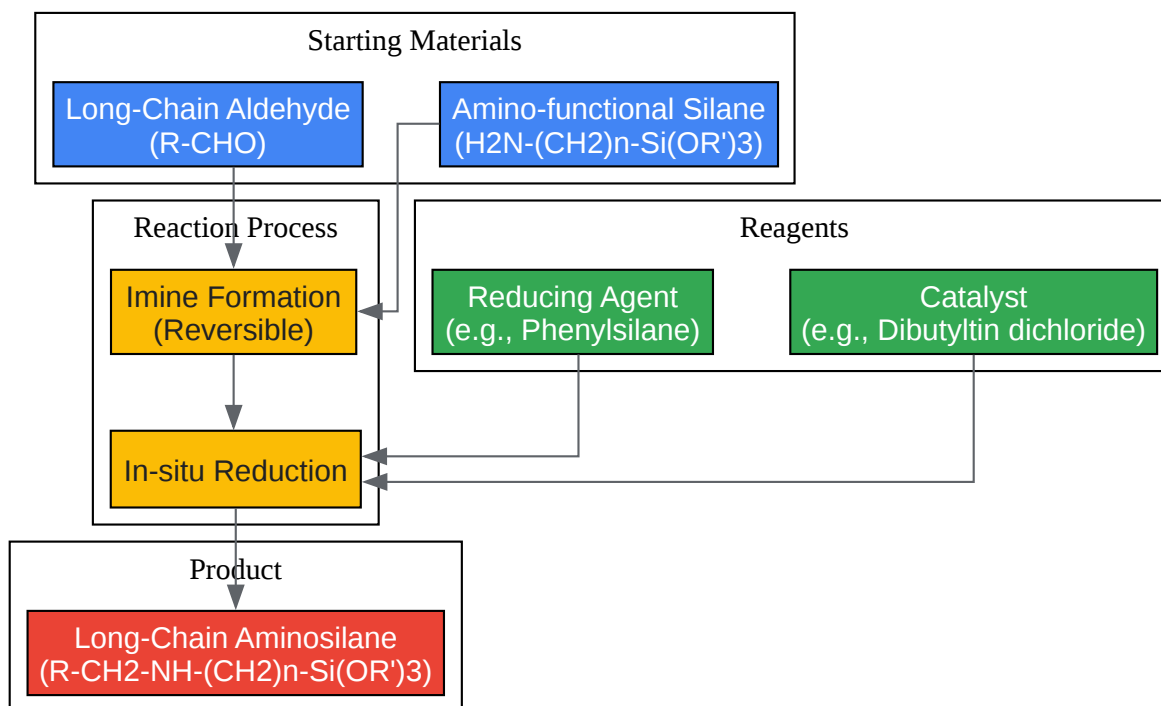 Starting Materials
Long-Chain Aldehyde
(R-CHO)
Amino-functional Silane
(H2N-(CH2)n-Si(OR')3)
Reaction Process
Imine Formation
(Reversible)
In-situ Reduction
Reagents
Reducing Agent
(e.g., Phenylsilane)
Catalyst
(e.g., Dibutyltin dichloride)
Product
Long-Chain Aminosilane
(R-CH2-NH-(CH2)n-Si(OR')3)